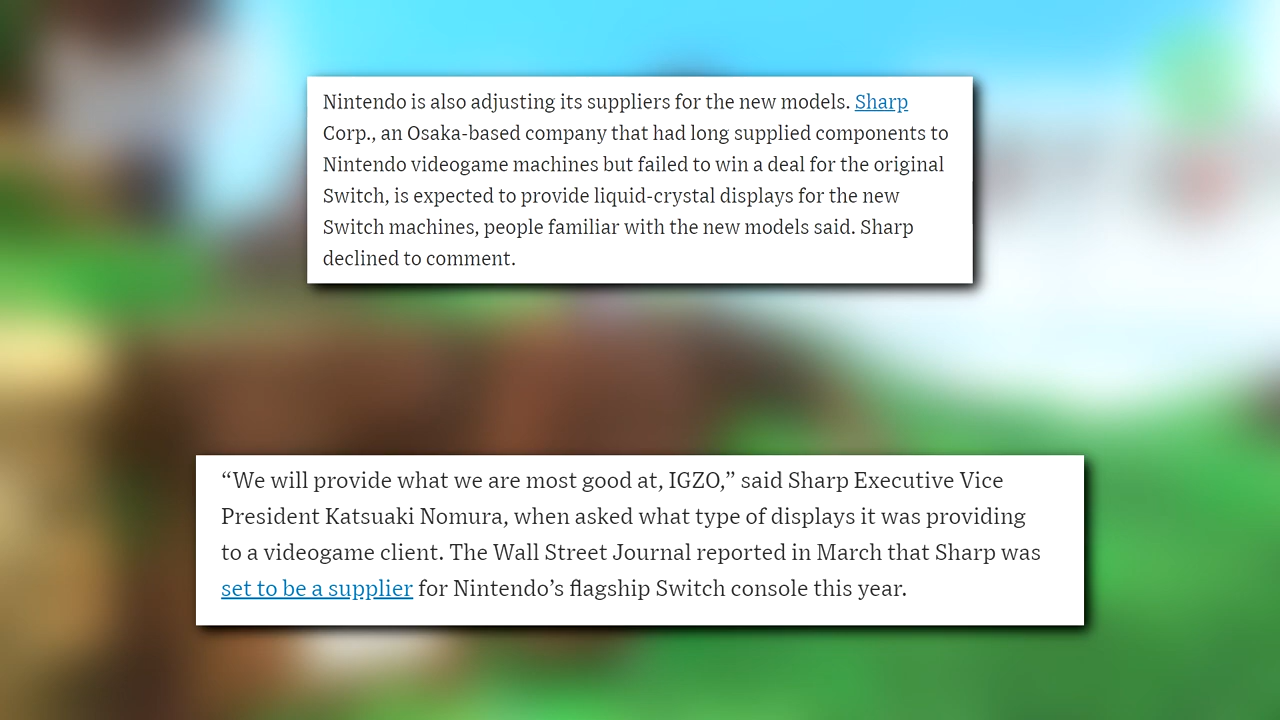 Nintendo is also adjusting its suppliers for the new models. Sharp
Corp., an Osaka-based company that had long supplied components to
Nintendo videogame machines but failed to win a deal for the original
Switch, is expected to provide liquid-crystal displays for the new
Switch machines, people familiar with the new models said. Sharp
declined to comment.
“We will provide what we are most good at, IGZO,” said Sharp Executive Vice
President Katsuaki Nomura, when asked what type of displays it was providing
to a videogame client. The Wall Street Journal reported in March that Sharp was
set to be a supplier for Nintendo’s flagship Switch console this year.